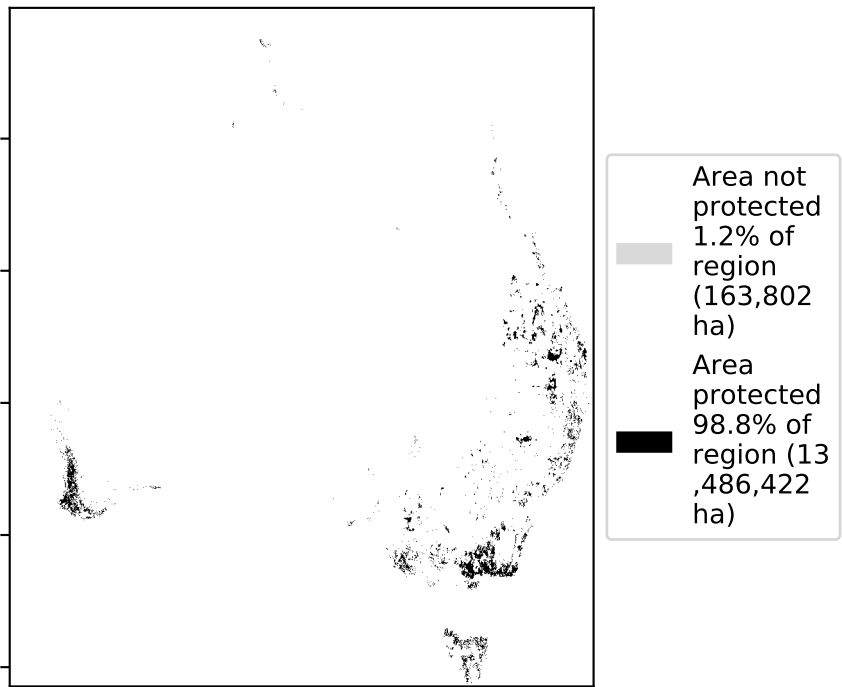 Area not
protected
1.2% of
region
(163,802
ha)
Area
protected
98.8% of
region (13
,486,422
ha)